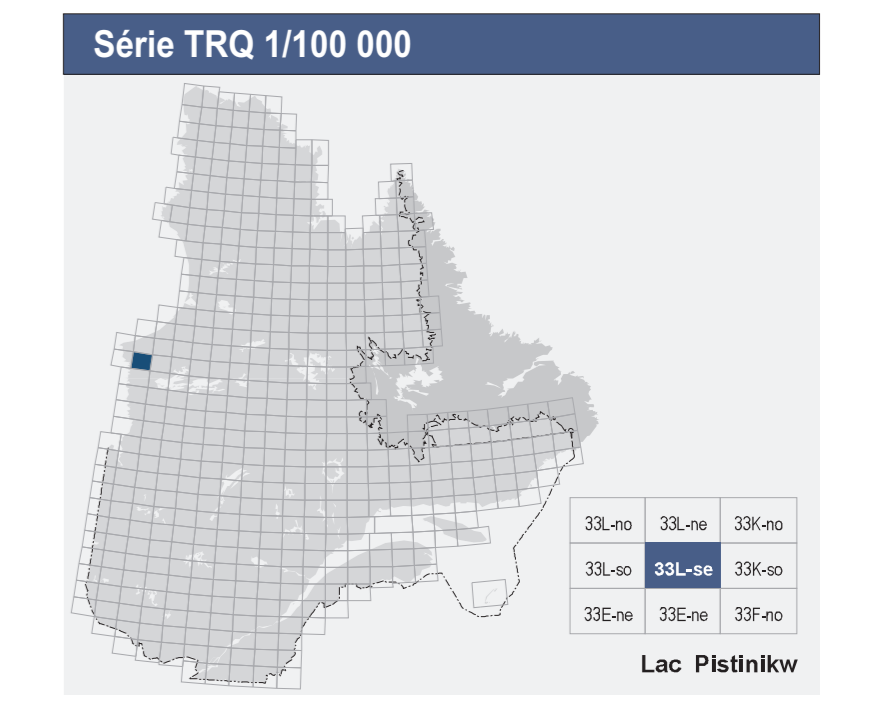 Série TRQ 1/100 000
33L-no 33L-ne 33K-no
33L-so 33L-se 33K-so
33E-ne 33E-ne 33F-no
Lac Pistinikw